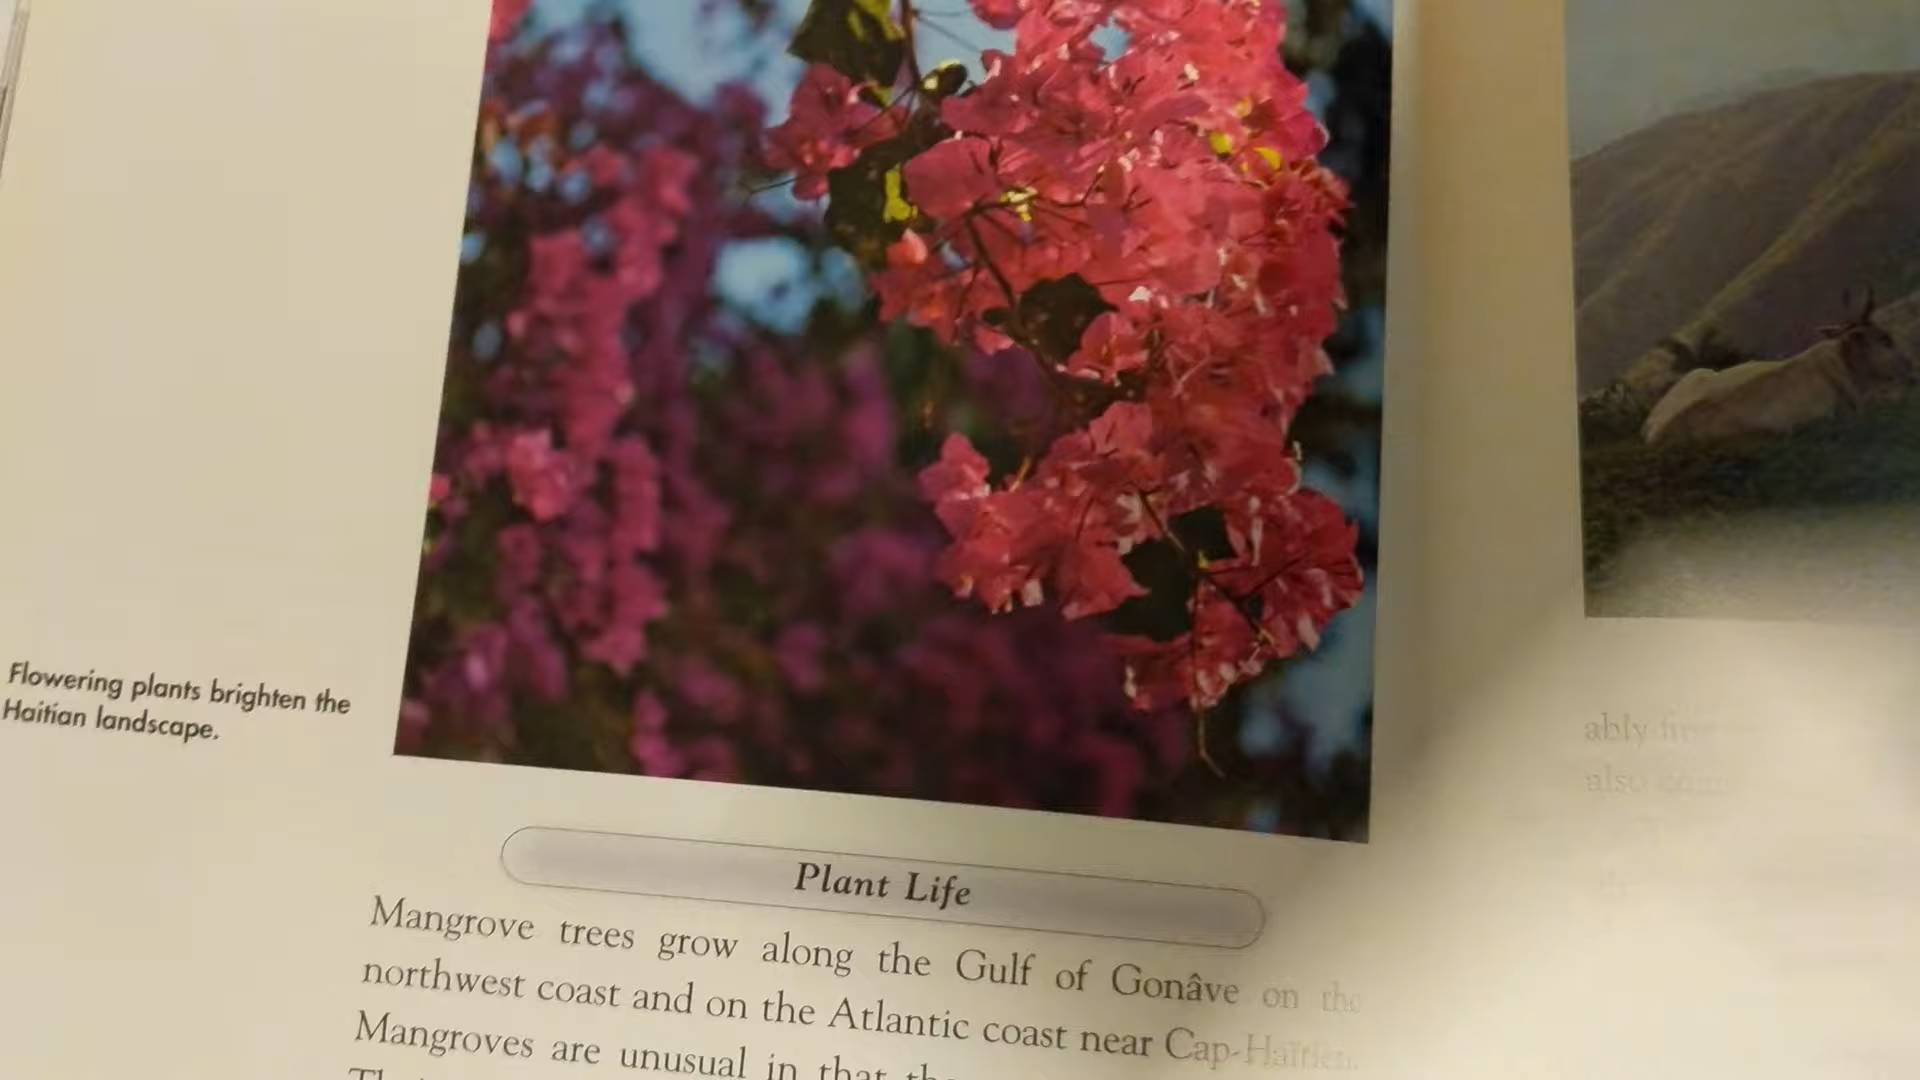 Flowering plants brighten the
Haitian landscape.
Plant Life
Mangrove trees grow along the Gulf of Gonâve on the
northwest coast and on the Atlantic coast near Cap-Haïtien.
Mangroves are unusual in that
ably
also